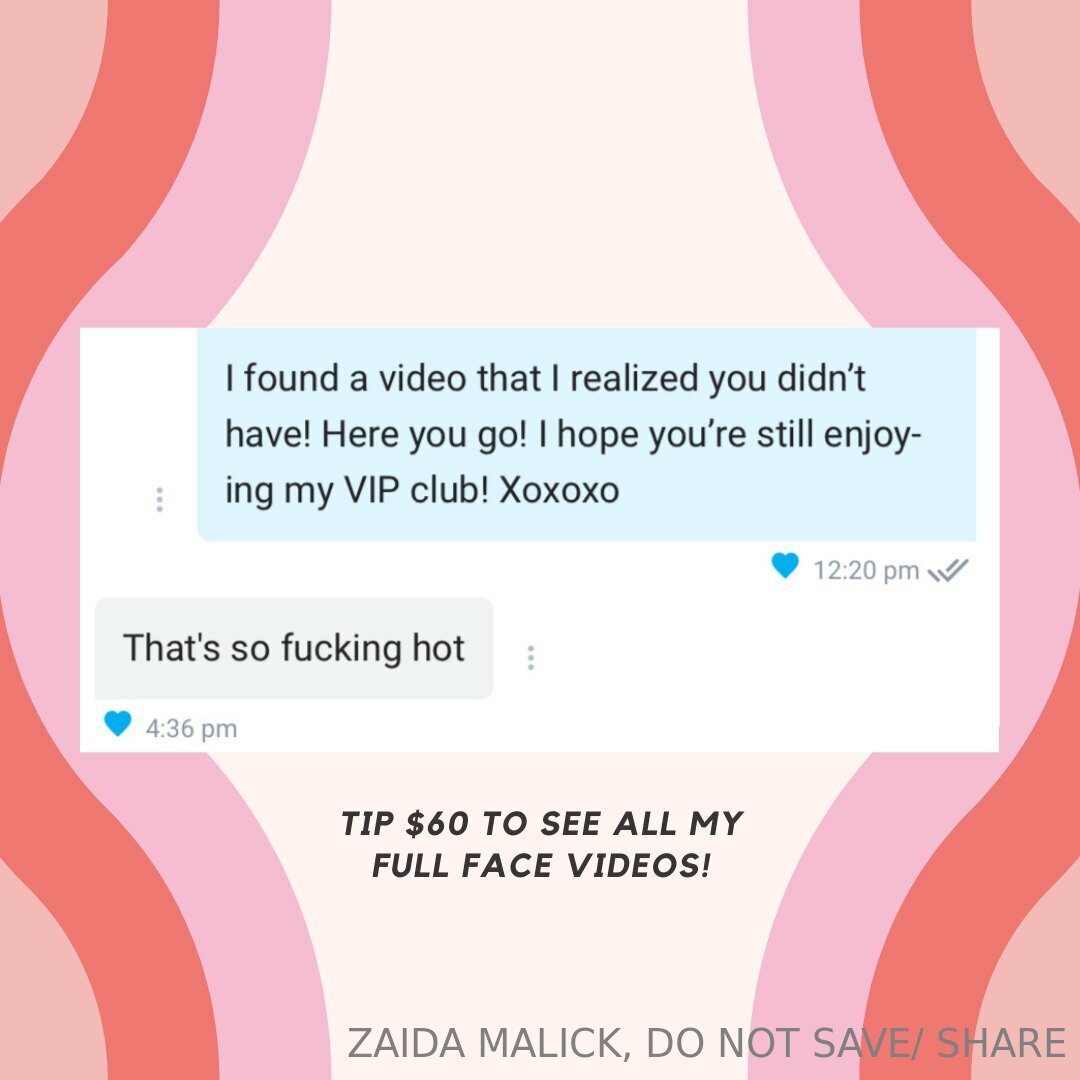 I found a video that I realized you didn’t
have! Here you go! I hope you’re still enjoy-
ing my VIP club! Xoxoxo
12:20 pm
That's so fucking hot
4:36 pm
TIP $60 TO SEE ALL MY
FULL FACE VIDEOS!
ZAIDA MALICK, DO NOT SAVE/ SHARE